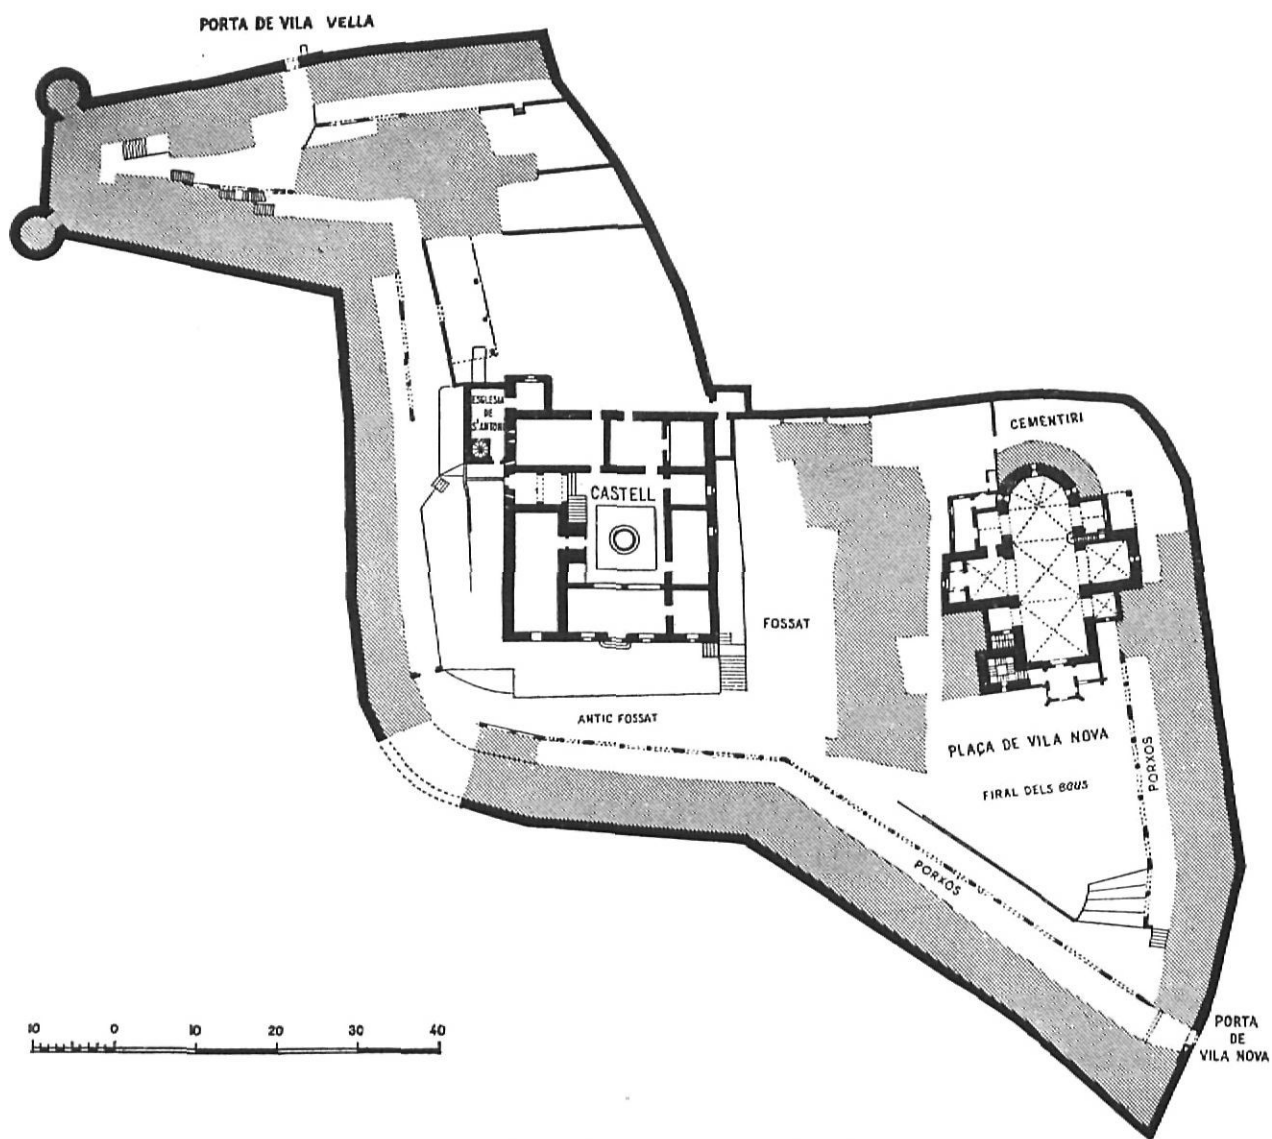 PORTA DE VILA VELLA
ESGLESIA
DE
S'ANTONI
CASTELL
CEMENTIRI
FOSSAT
ANTIC FOSSAT
PLAÇA DE VILA NOVA
FIRAL DELS BOUS
PORXOS
PORXOS
PORTA
DE
VILA NOVA
10 0 10 20 30 40